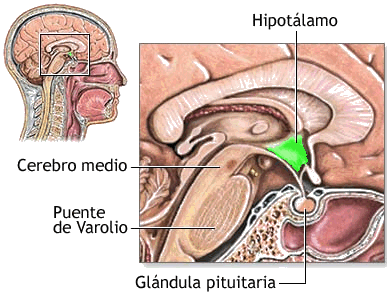 Hipotálamo
Cerebro medio
Puente
de Varolio
Glándula pituitaria